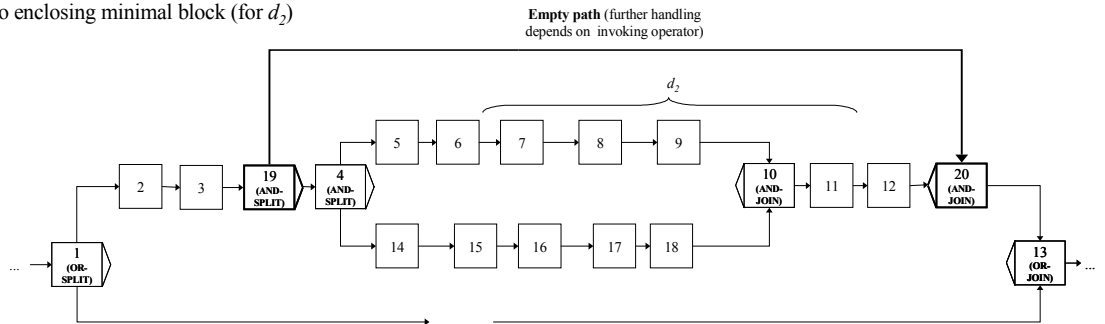 o enclosing minimal block (for d2)
Empty path (further handling
depends on invoking operator)
d2
5
6
7
8
9
2
3
19
(AND-
SPLIT)
4
(AND-
SPLIT)
10
(AND-
JOIN)
11
12
20
(AND-
JOIN)
14
15
16
17
18
...
1
(OR-
SPLIT)
13
(OR-
JOIN)
...